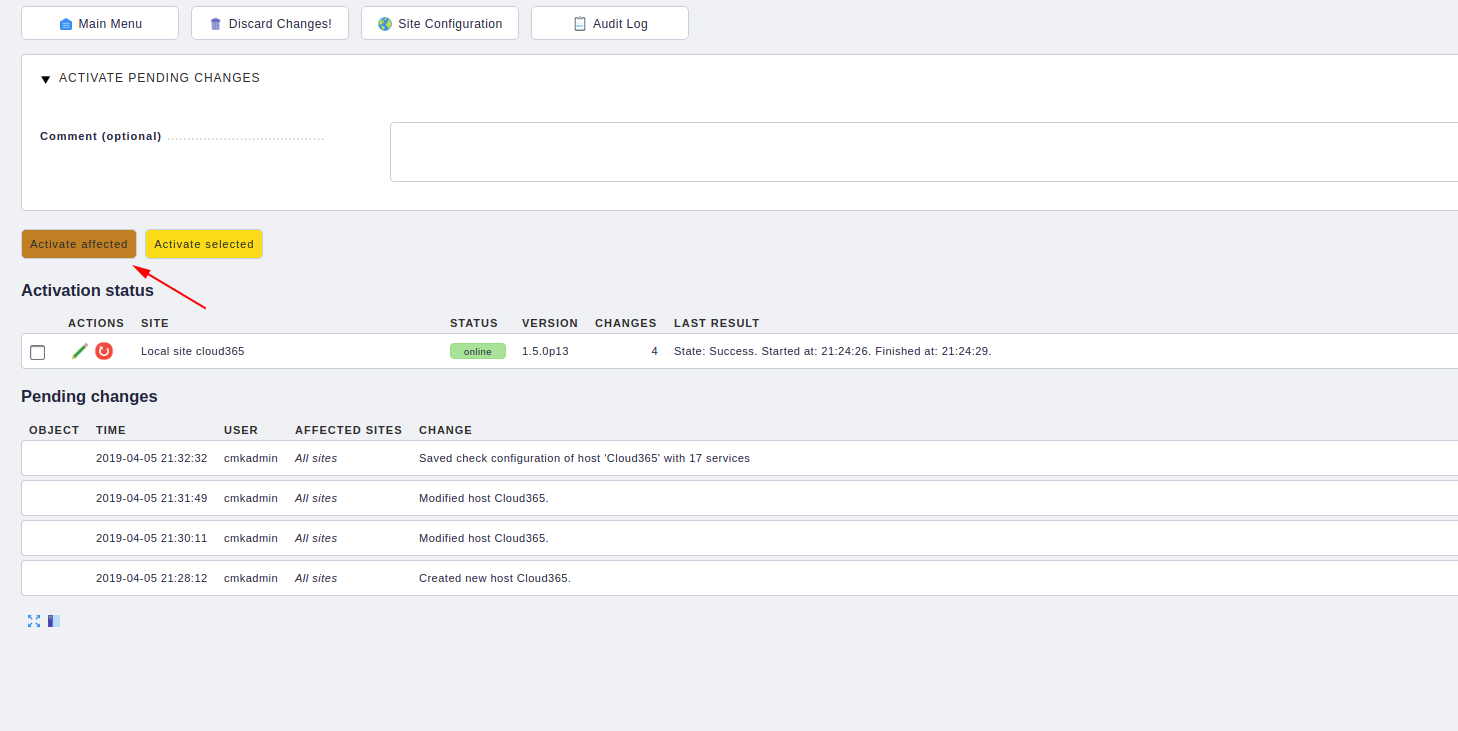 Main Menu Discard Changes! Site Configuration Audit Log
ACTIVATE PENDING CHANGES
Comment (optional)
Activate affected Activate selected
Activation status
ACTIONS SITE STATUS VERSION CHANGES LAST RESULT
Local site cloud365 online 1.5.0p13 4 State: Success. Started at: 21:24:26. Finished at: 21:24:29.
Pending changes
OBJECT TIME USER AFFECTED SITES CHANGE
2019-04-05 21:32:32 cmkadmin All sites Saved check configuration of host 'Cloud365' with 17 services
2019-04-05 21:31:49 cmkadmin All sites Modified host Cloud365.
2019-04-05 21:30:11 cmkadmin All sites Modified host Cloud365.
2019-04-05 21:28:12 cmkadmin All sites Created new host Cloud365.